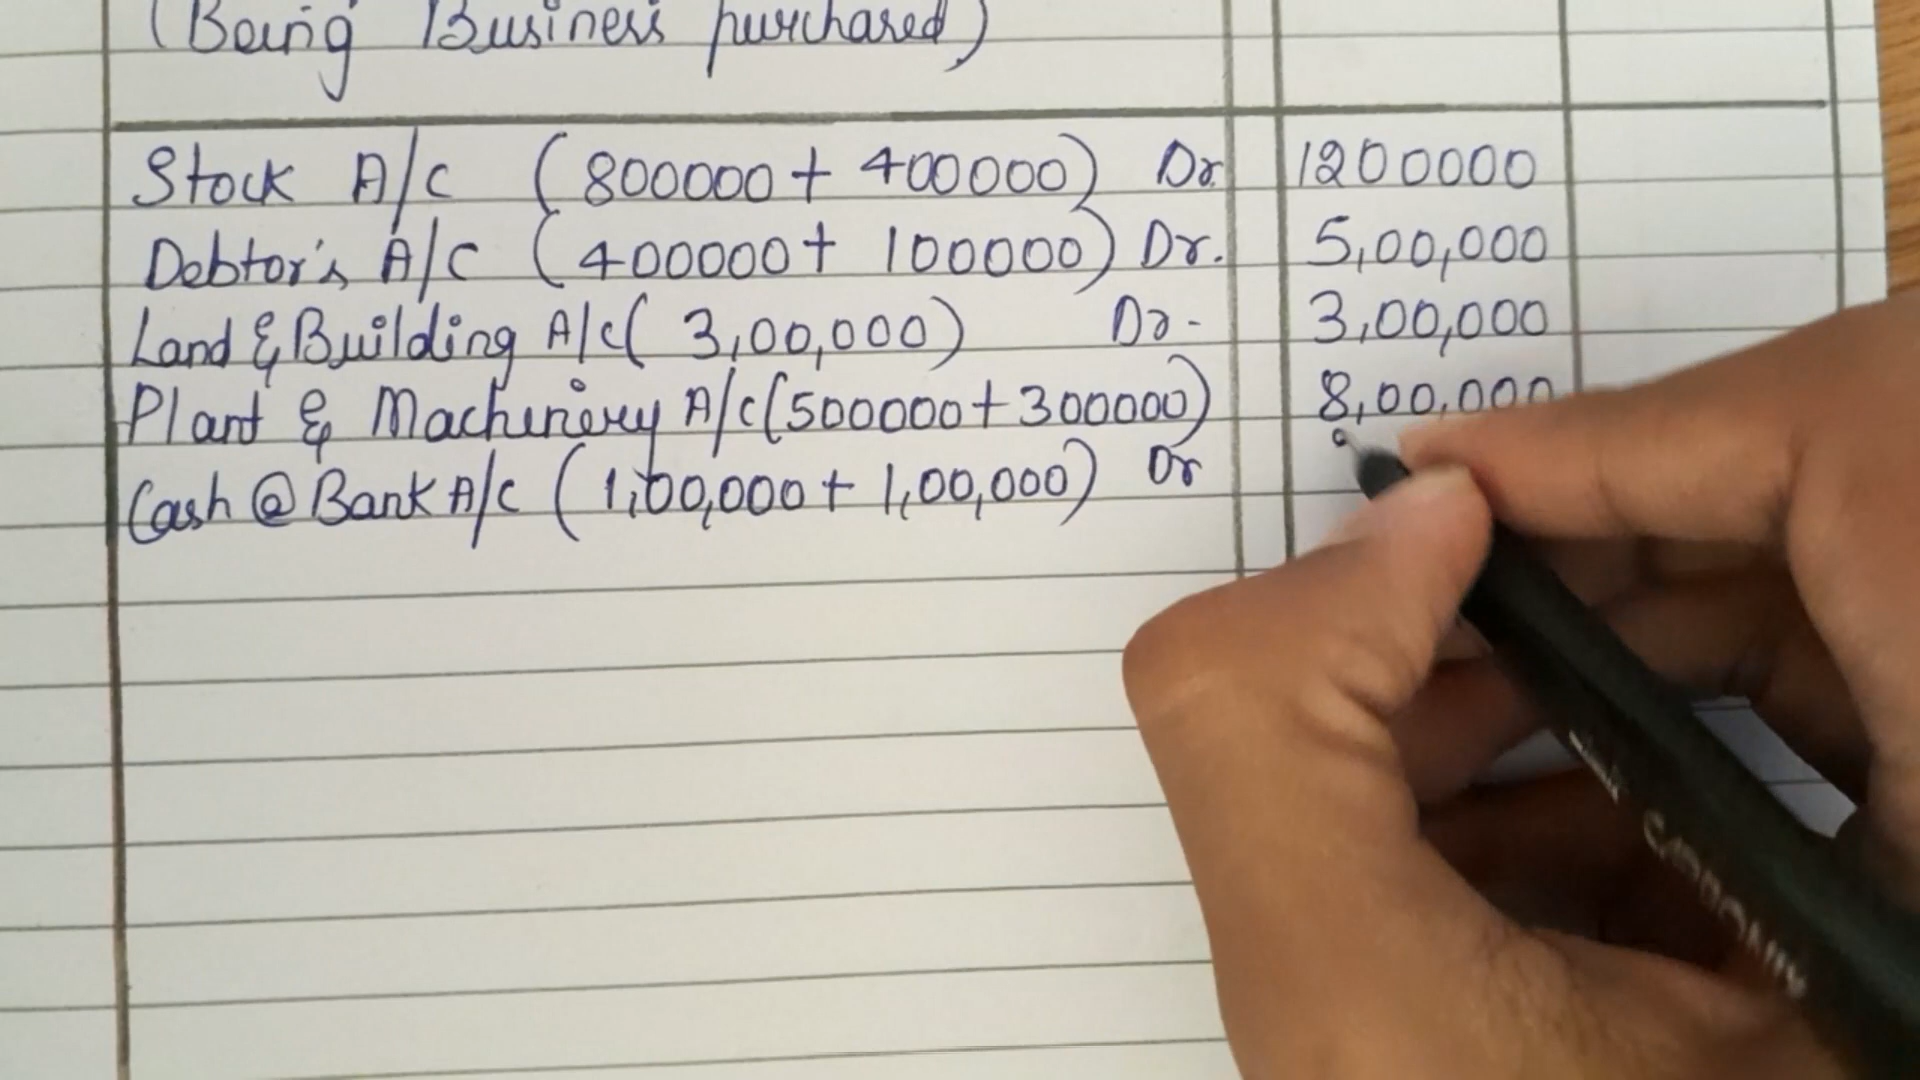 (Being Business purchased)
Stock A/c (800000 + 400000) Dr. 1200000
Debtor's A/c (400000 + 100000) Dr. 5,00,000
Land & Building A/c (3,00,000) Dr- 3,00,000
Plant & Machinery A/c (500000 + 300000) 8,00,000
Cash @ Bank A/c (1,00,000 + 1,00,000) Dr